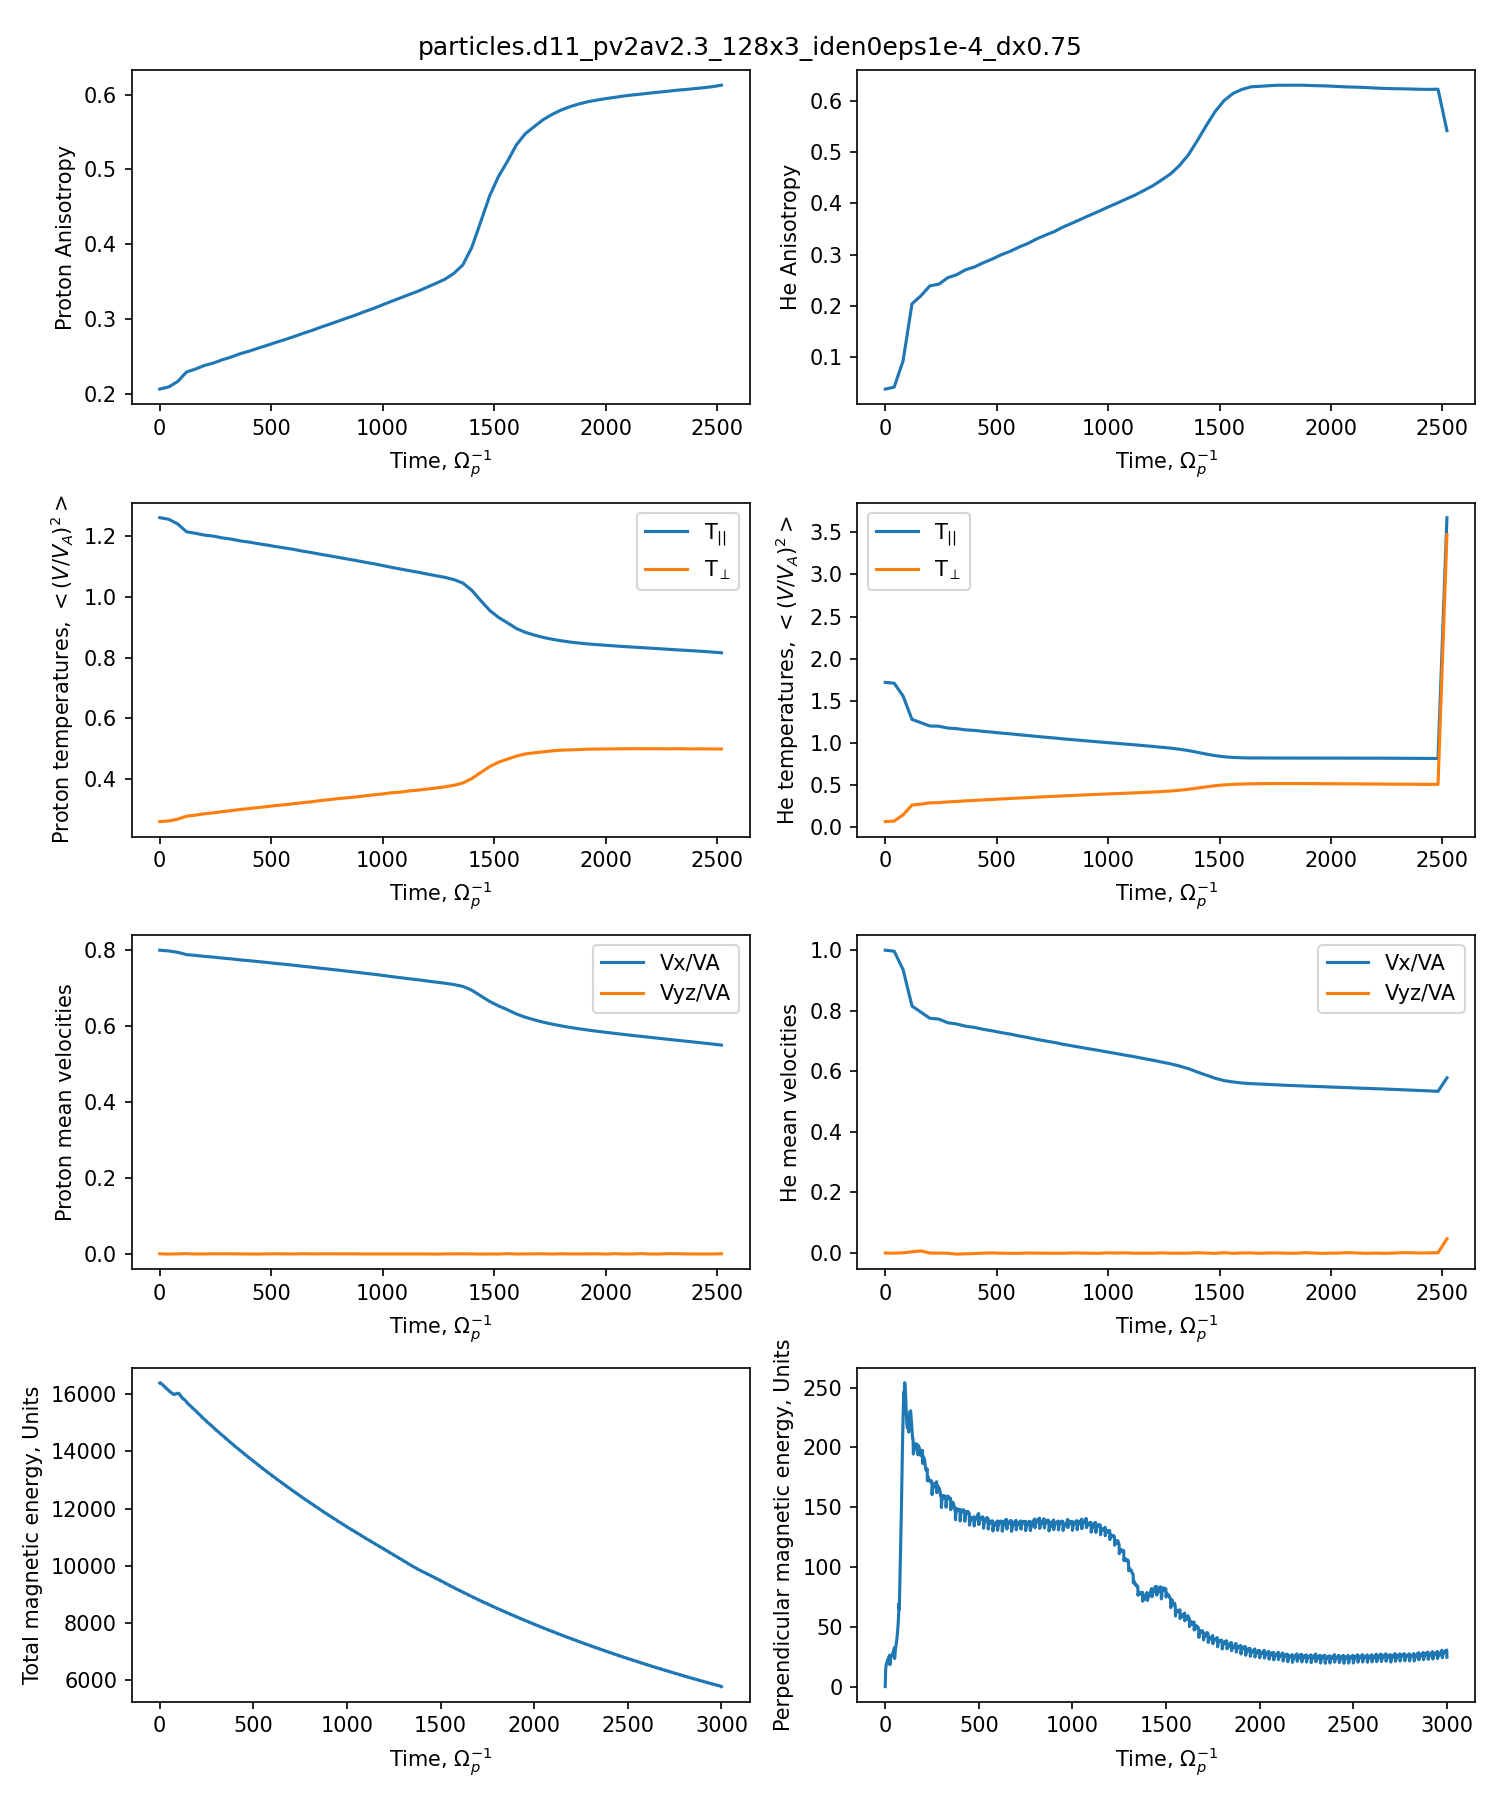 particles.d11_pv2av2.3_128x3_iden0eps1e-4_dx0.75
Proton Anisotropy
0.6
0.5
0.4
0.3
0.2
0 500 1000 1500 2000 2500
Time, Ω_p^{-1}
He Anisotropy
0.6
0.5
0.4
0.3
0.2
0.1
0 500 1000 1500 2000 2500
Time, Ω_p^{-1}
Proton temperatures, <(V/V_A)^2>
1.2
1.0
0.8
0.6
0.4
T_{||}
T_⊥
0 500 1000 1500 2000 2500
Time, Ω_p^{-1}
He temperatures, <(V/V_A)^2>
3.5
3.0
2.5
2.0
1.5
1.0
0.5
0.0
T_{||}
T_⊥
0 500 1000 1500 2000 2500
Time, Ω_p^{-1}
Proton mean velocities
0.8
0.6
0.4
0.2
0.0
Vx/VA
Vyz/VA
0 500 1000 1500 2000 2500
Time, Ω_p^{-1}
He mean velocities
1.0
0.8
0.6
0.4
0.2
0.0
Vx/VA
Vyz/VA
0 500 1000 1500 2000 2500
Time, Ω_p^{-1}
Total magnetic energy, Units
16000
14000
12000
10000
8000
6000
0 500 1000 1500 2000 2500 3000
Time, Ω_p^{-1}
Perpendicular magnetic energy, Units
250
200
150
100
50
0
0 500 1000 1500 2000 2500 3000
Time, Ω_p^{-1}